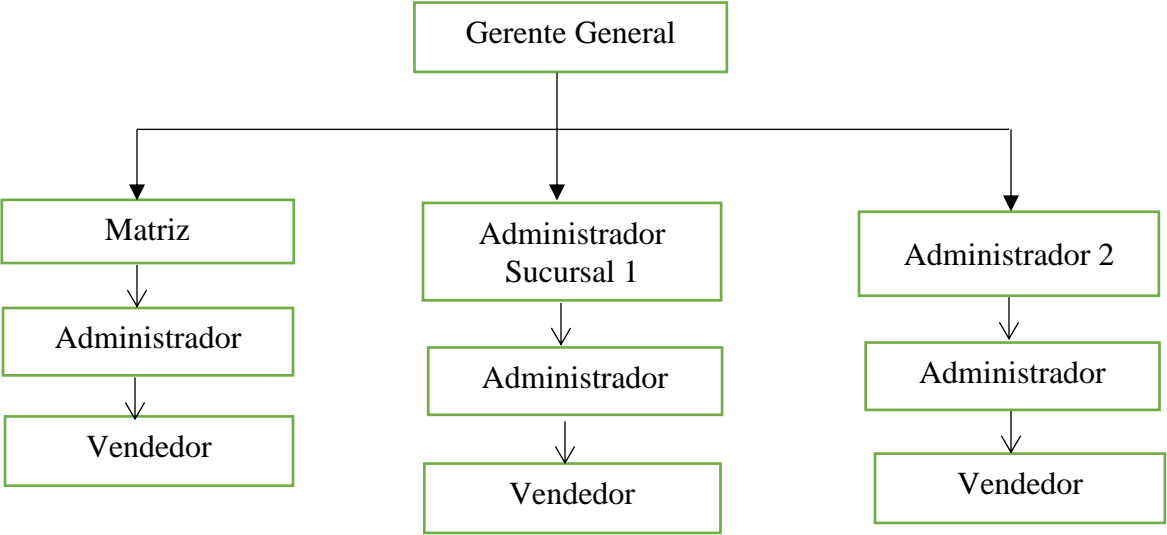 Gerente General
Matriz
Administrador
Sucursal 1
Administrador 2
Administrador
Administrador
Administrador
Vendedor
Vendedor
Vendedor